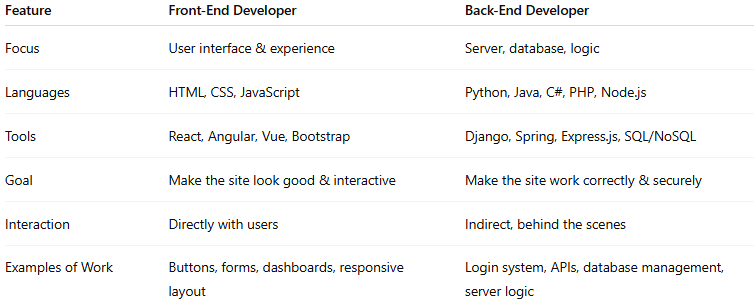 Feature Front-End Developer Back-End Developer
Focus User interface & experience Server, database, logic
Languages HTML, CSS, JavaScript Python, Java, C#, PHP, Node.js
Tools React, Angular, Vue, Bootstrap Django, Spring, Express.js, SQL/NoSQL
Goal Make the site look good & interactive Make the site work correctly & securely
Interaction Directly with users Indirect, behind the scenes
Examples of Work Buttons, forms, dashboards, responsive Login system, APIs, database management,
layout server logic